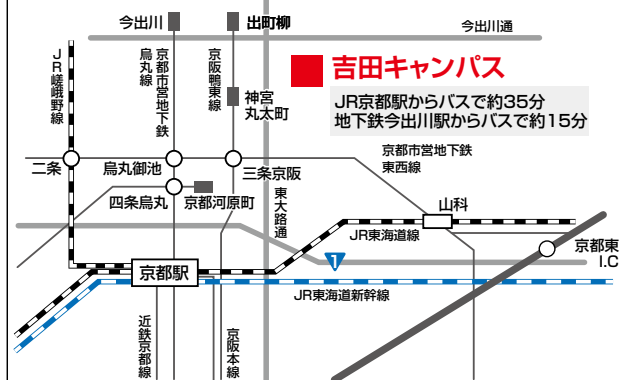 今出川
出町柳
今出川通
JR嵯峨野線
京都市営地下鉄
烏丸線
京阪鴨東線
神宮
丸太町
吉田キャンパス
JR京都駅からバスで約35分
地下鉄今出川駅からバスで約15分
京都市営地下鉄
東西線
二条
烏丸御池
三条京阪
四条烏丸
京都河原町
東大路通
山科
JR東海道線
京都東
I.C
1
京都駅
JR東海道新幹線
近鉄京都線
京阪本線